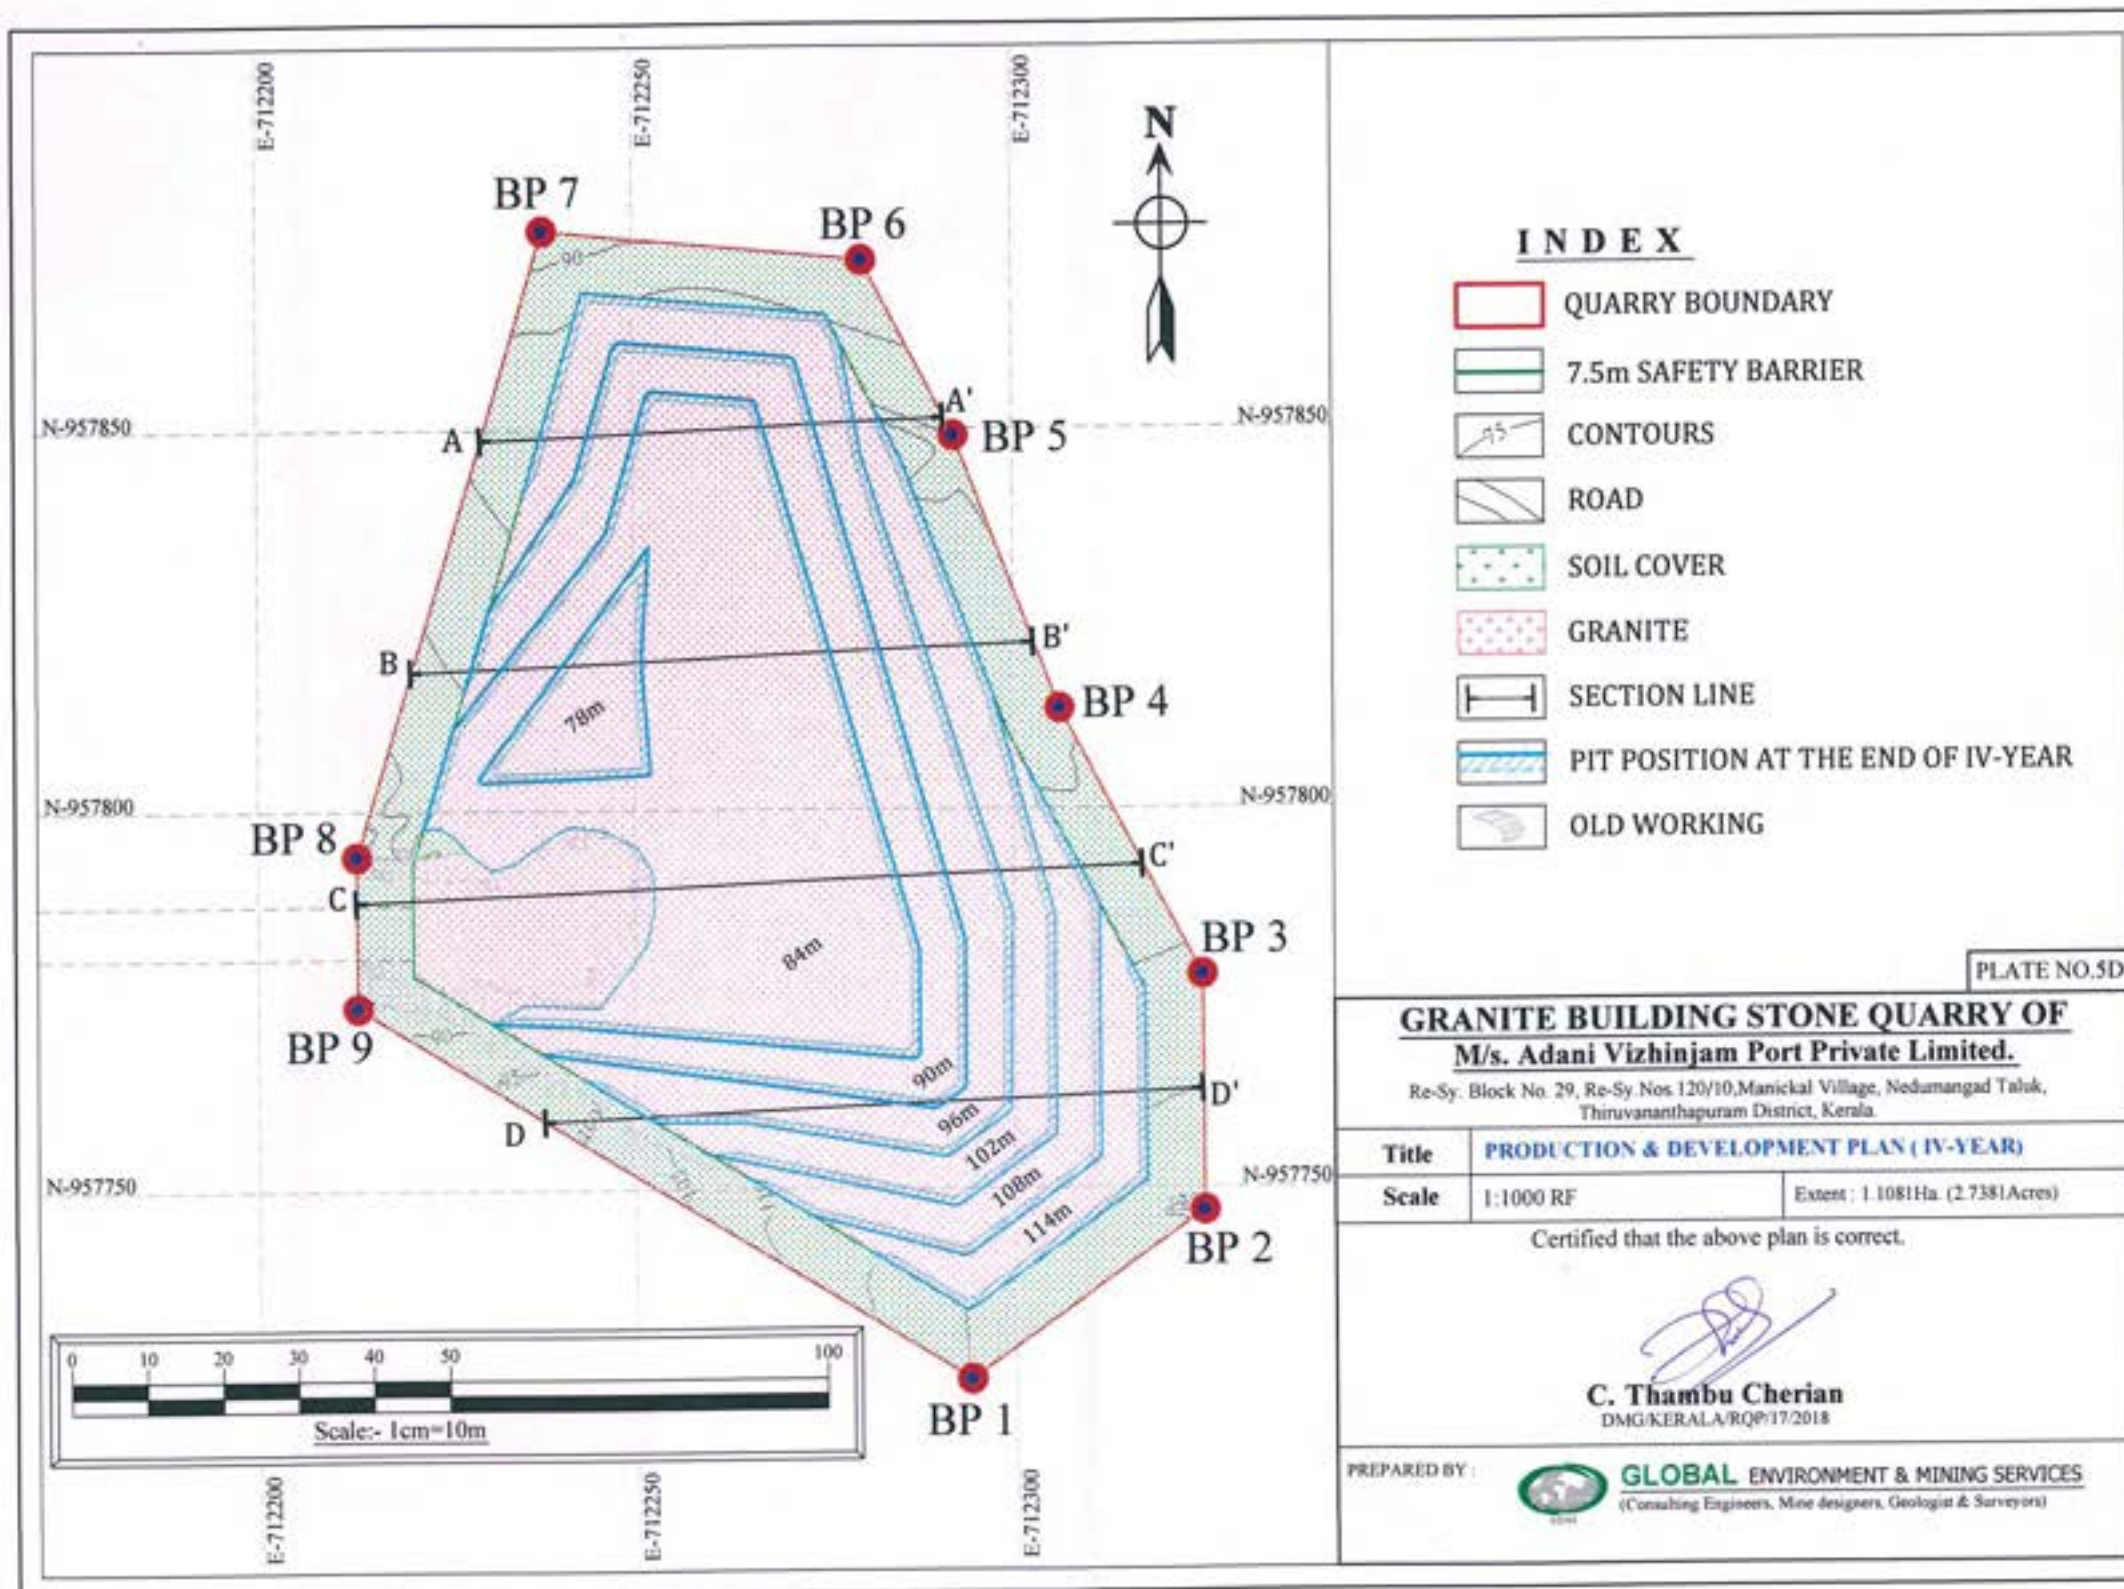 E-712200
E-712250
E-712300
N
BP 7
BP 6
90
A'
N-957850
N-957850
A
BP 5
B'
B
BP 4
78m
N-957800
N-957800
BP 8
C'
C
BP 3
84m
BP 9
90
90m
D'
96m
D
102m
N-957750
N-957750
108m
114m
BP 2
BP 1
0 10 20 30 40 50 100
Scale:- 1cm=10m
E-712200
E-712250
E-712300
INDEX
QUARRY BOUNDARY
7.5m SAFETY BARRIER
75
CONTOURS
ROAD
SOIL COVER
GRANITE
SECTION LINE
PIT POSITION AT THE END OF IV-YEAR
OLD WORKING
PLATE NO.5D
GRANITE BUILDING STONE QUARRY OF
M/s. Adani Vizhinjam Port Private Limited.
Re-Sy. Block No. 29, Re-Sy.Nos.120/10,Manickal Village, Nedumangad Taluk,
Thiruvananthapuram District, Kerala.
Title PRODUCTION & DEVELOPMENT PLAN ( IV-YEAR)
Scale 1:1000 RF Extent : 1.1081Ha. (2.7381Acres)
Certified that the above plan is correct.
C. Thambu Cherian
DMG/KERALA/RQP/17/2018
PREPARED BY :
GLOBAL ENVIRONMENT & MINING SERVICES
(Consulting Engineers, Mine designers, Geologist & Surveyors)